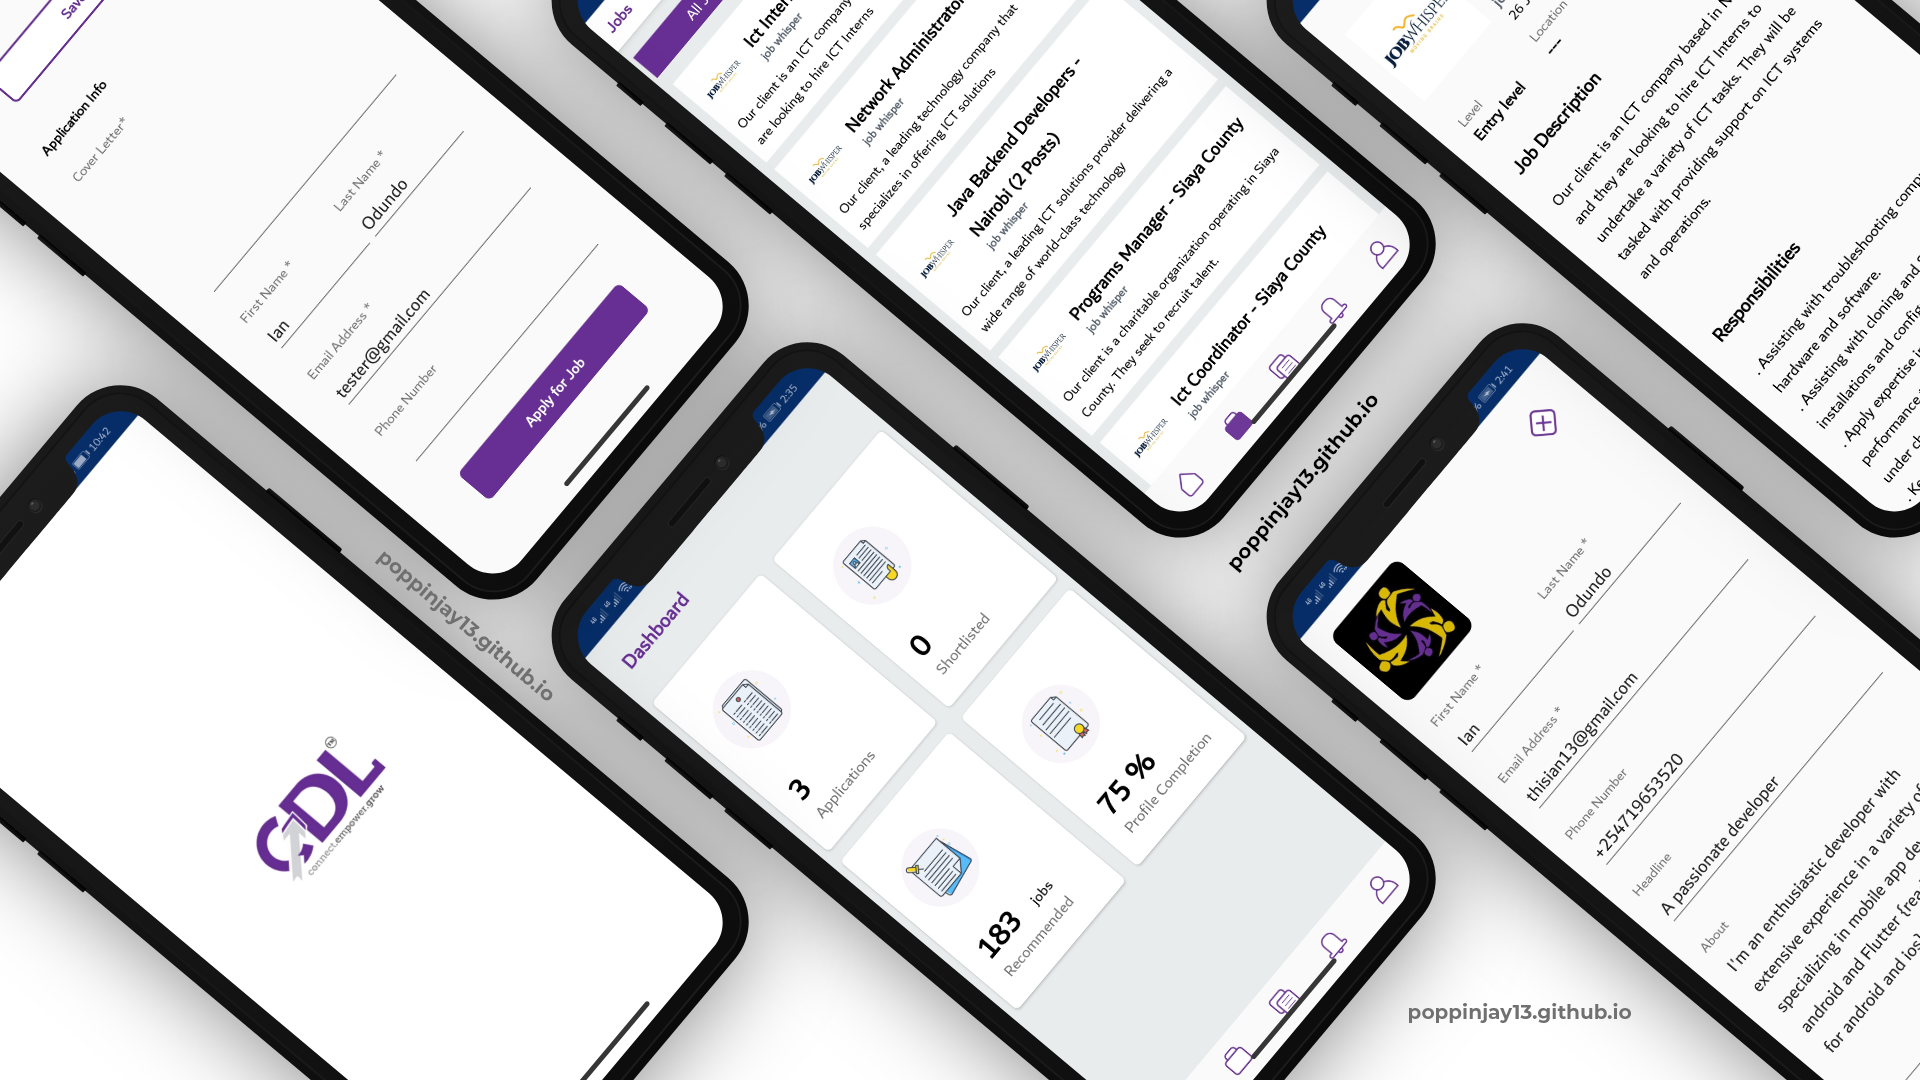 Save
Application Info
Cover Letter*
First Name *
Last Name *
Ian
Odundo
Email Address *
tester@gmail.com
Phone Number
Apply for Job
Jobs
job whisper
Our client is an ICT company
are looking to hire ICT Interns
JOBWHISPER
Network Administrator
job whisper
Our client, a leading technology company that
specializes in offering ICT solutions
JOBWHISPER
Java Backend Developers -
Nairobi (2 Posts)
job whisper
Our client, a leading ICT solutions provider delivering a
wide range of world-class technology
JOBWHISPER
Programs Manager - Siaya County
job whisper
Our client is a charitable organization operating in Siaya
County. They seek to recruit talent.
JOBWHISPER
Ict Coordinator - Siaya County
job whisper
JOBWHISPER
JOBWHISPER
Location
---
Level
Entry level
Job Description
Our client is an ICT company based in
and they are looking to hire ICT Interns to
undertake a variety of ICT tasks. They will be
tasked with providing support on ICT systems
and operations.
Responsibilities
. Assisting with troubleshooting
hardware and software.
. Assisting with cloning and
installations and
. Apply expertise
performance
under
10:42
CDL
connect.empower.grow
poppinjay13.github.io
2:35
Dashboard
3
Applications
0
Shortlisted
183 jobs
Recommended
75 %
Profile Completion
poppinjay13.github.io
2:41
First Name *
Last Name *
Ian
Odundo
Email Address *
thisian13@gmail.com
Phone Number
+254719653520
Headline
A passionate developer
About
I'm an enthusiastic developer with
extensive experience in a variety of
specializing in mobile app
android and Flutter
for android and ios
poppinjay13.github.io